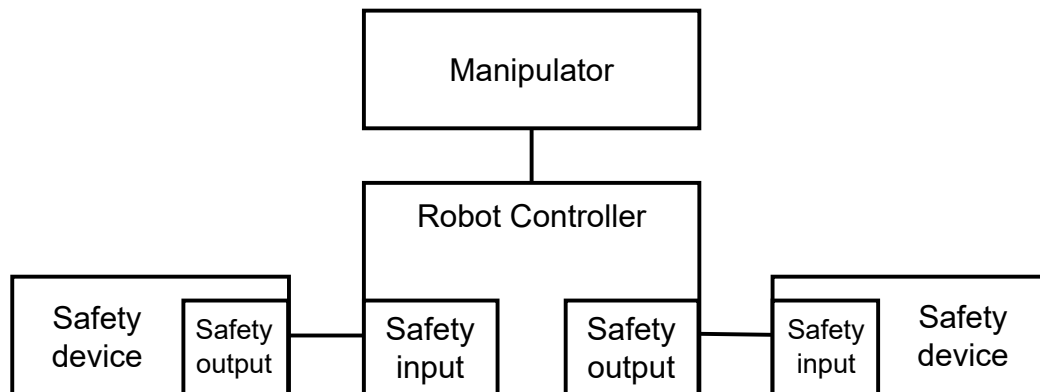 Manipulator
Robot Controller
Safety
device
Safety
output
Safety
input
Safety
output
Safety
input
Safety
device